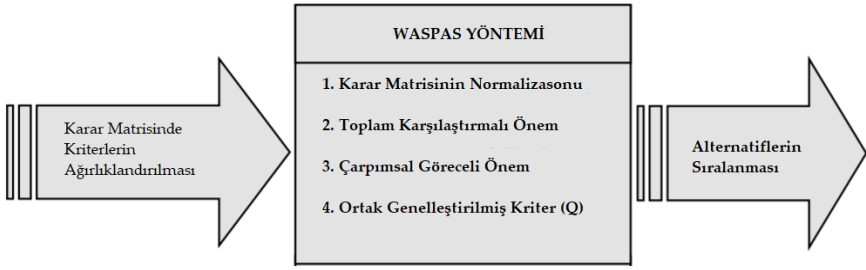 Karar Matrisinde
Kriterlerin
Ağırlıklandırılması
WASPAS YÖNTEMİ
1. Karar Matrisinin Normalizasonu
2. Toplam Karşılaştırmalı Önem
3. Çarpımsal Göreceli Önem
4. Ortak Genelleştirilmiş Kriter (Q)
Alternatiflerin
Sıralanması